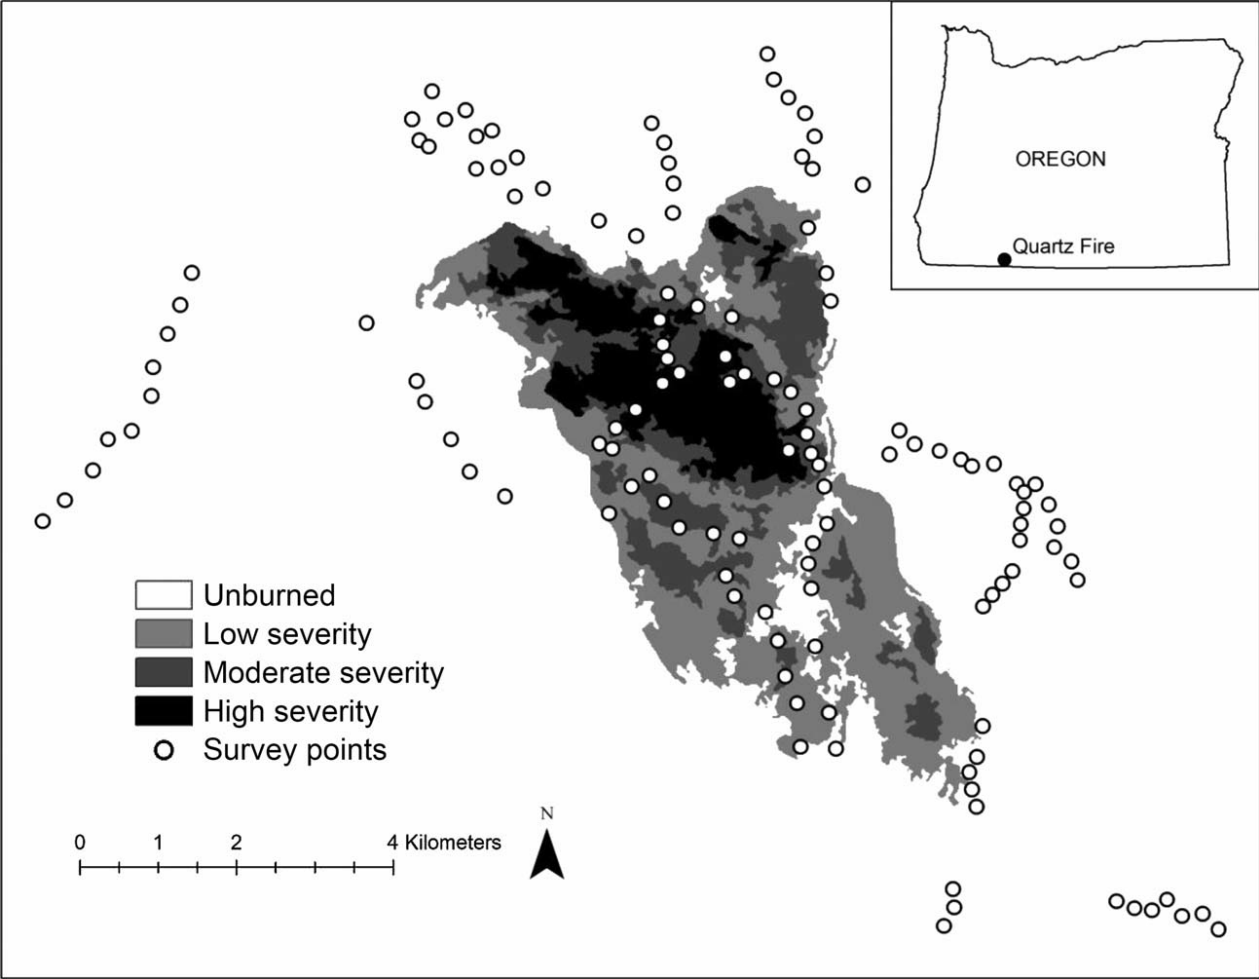 OREGON
Quartz Fire
Unburned
Low severity
Moderate severity
High severity
Survey points
N
0 1 2 4 Kilometers